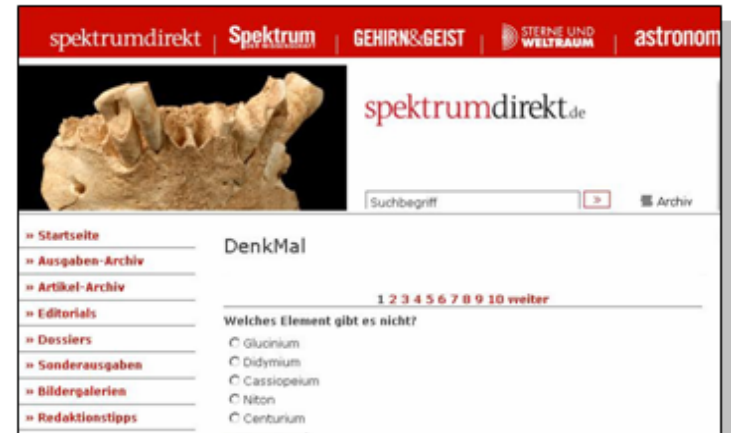 spektrumdirekt | Spektrum DER WISSENSCHAFT | GEHIRN&GEIST | STERNE UND WELTRAUM | astronom
spektrumdirekt.de
Suchbegriff » Archiv
» Startseite
» Ausgaben-Archiv
» Artikel-Archiv
» Editorials
» Dossiers
» Sonderausgaben
» Bildergalerien
» Redaktionstipps
DenkMal
1 2 3 4 5 6 7 8 9 10 weiter
Welches Element gibt es nicht?
Glucinium
Didymium
Cassiopeium
Niton
Centurium